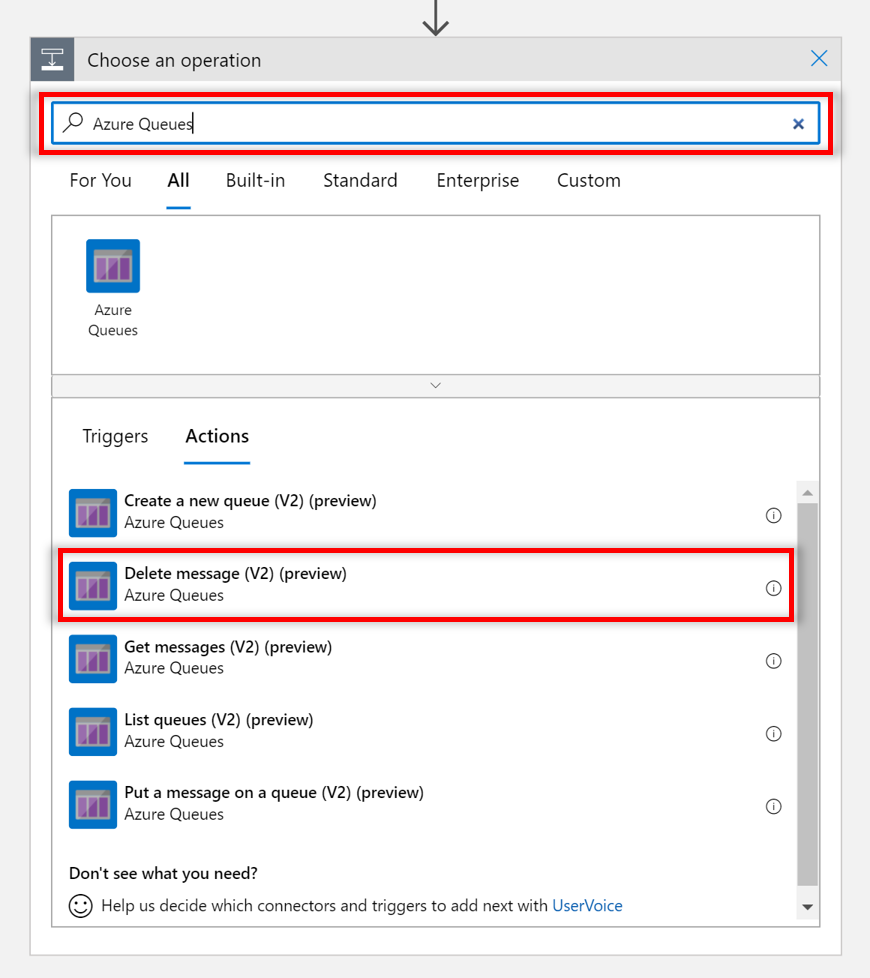 Choose an operation
Azure Queues
For You All Built-in Standard Enterprise Custom
Azure
Queues
Triggers Actions
Create a new queue (V2) (preview)
Azure Queues
Delete message (V2) (preview)
Azure Queues
Get messages (V2) (preview)
Azure Queues
List queues (V2) (preview)
Azure Queues
Put a message on a queue (V2) (preview)
Azure Queues
Don't see what you need?
Help us decide which connectors and triggers to add next with UserVoice